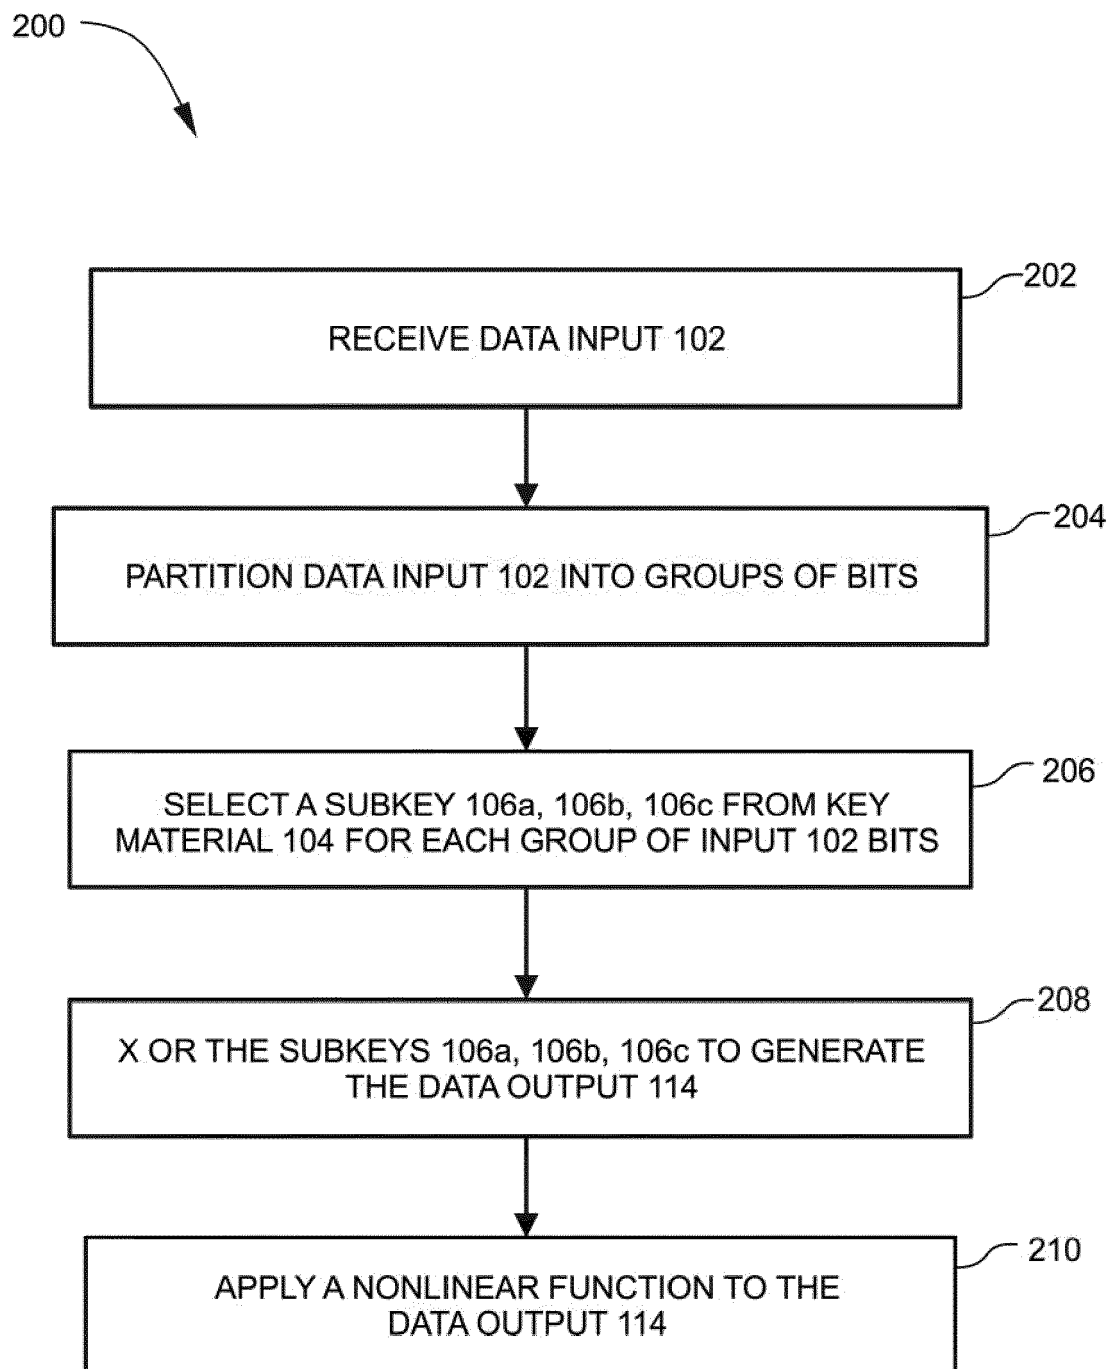 200
202
RECEIVE DATA INPUT 102
204
PARTITION DATA INPUT 102 INTO GROUPS OF BITS
206
SELECT A SUBKEY 106a, 106b, 106c FROM KEY
MATERIAL 104 FOR EACH GROUP OF INPUT 102 BITS
208
X OR THE SUBKEYS 106a, 106b, 106c TO GENERATE
THE DATA OUTPUT 114
210
APPLY A NONLINEAR FUNCTION TO THE
DATA OUTPUT 114